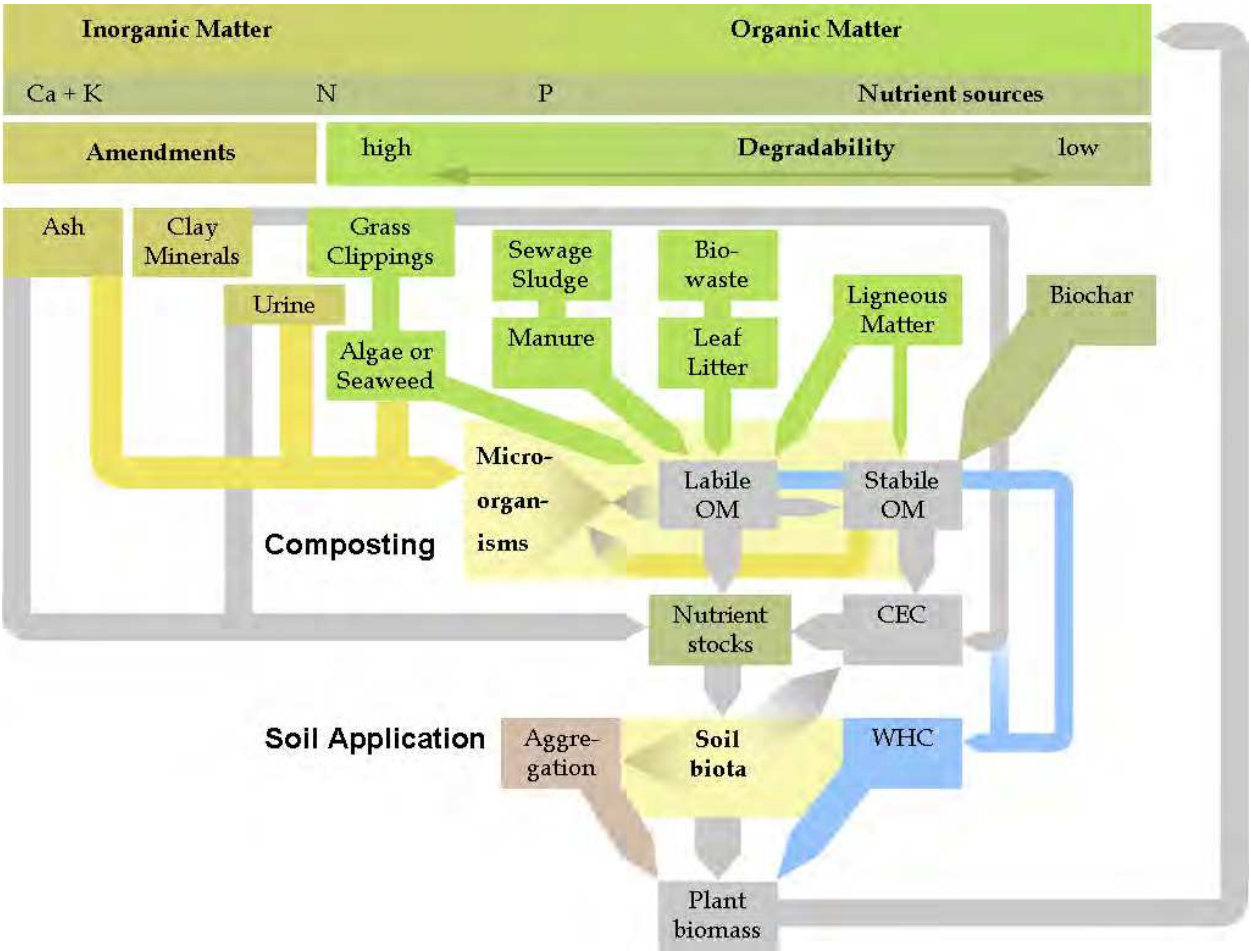 Inorganic Matter
Organic Matter
Ca + K
N
P
Nutrient sources
Amendments
high
Degradability
low
Ash
Clay
Minerals
Grass
Clippings
Sewage
Sludge
Bio-
waste
Ligneous
Matter
Biochar
Urine
Algae or
Seaweed
Manure
Leaf
Litter
Micro-
organ-
isms
Labile
OM
Stabile
OM
Composting
Nutrient
stocks
CEC
Soil Application
Aggre-
gation
Soil
biota
WHC
Plant
biomass